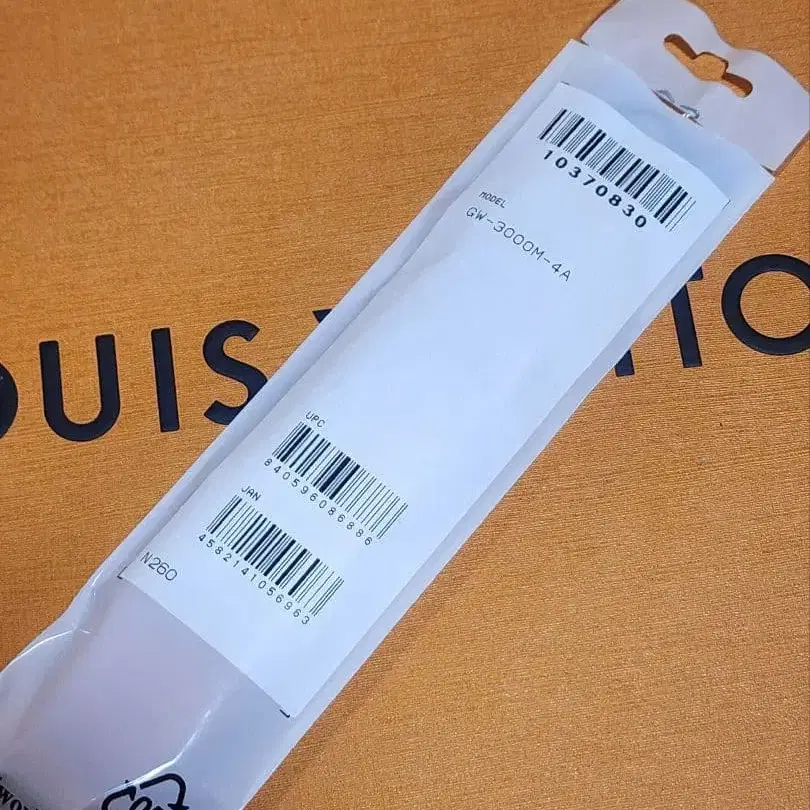 10370830
MODEL
GW-3000M-4A
OUIS
TTO
UPC
840596086886
JAN
4582141056963
N260